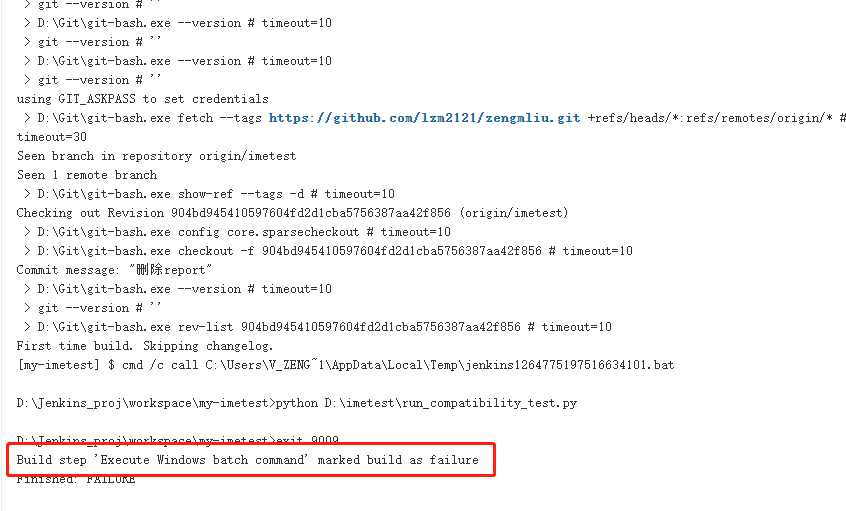 > git --version # ''
> D:\Git\git-bash.exe --version # timeout=10
> git --version # ''
> D:\Git\git-bash.exe --version # timeout=10
> git --version # ''
using GIT_ASKPASS to set credentials
> D:\Git\git-bash.exe fetch --tags https://github.com/lzm2121/zengmliu.git +refs/heads/*:refs/remotes/origin/* #
timeout=30
Seen branch in repository origin/imetest
Seen 1 remote branch
> D:\Git\git-bash.exe show-ref --tags -d # timeout=10
Checking out Revision 904bd945410597604fd2d1cba5756387aa42f856 (origin/imetest)
> D:\Git\git-bash.exe config core.sparsecheckout # timeout=10
> D:\Git\git-bash.exe checkout -f 904bd945410597604fd2d1cba5756387aa42f856 # timeout=10
Commit message: "删除report"
> D:\Git\git-bash.exe --version # timeout=10
> git --version # ''
> D:\Git\git-bash.exe rev-list 904bd945410597604fd2d1cba5756387aa42f856 # timeout=10
First time build. Skipping changelog.
[my-imetest] $ cmd /c call C:\Users\V_ZENG~1\AppData\Local\Temp\jenkins1264775197516634101.bat
D:\Jenkins_proj\workspace\my-imetest>python D:\imetest\run_compatibility_test.py
D:\Jenkins_proj\workspace\my-imetest>exit 9009
Build step 'Execute Windows batch command' marked build as failure
Finished: FAILURE